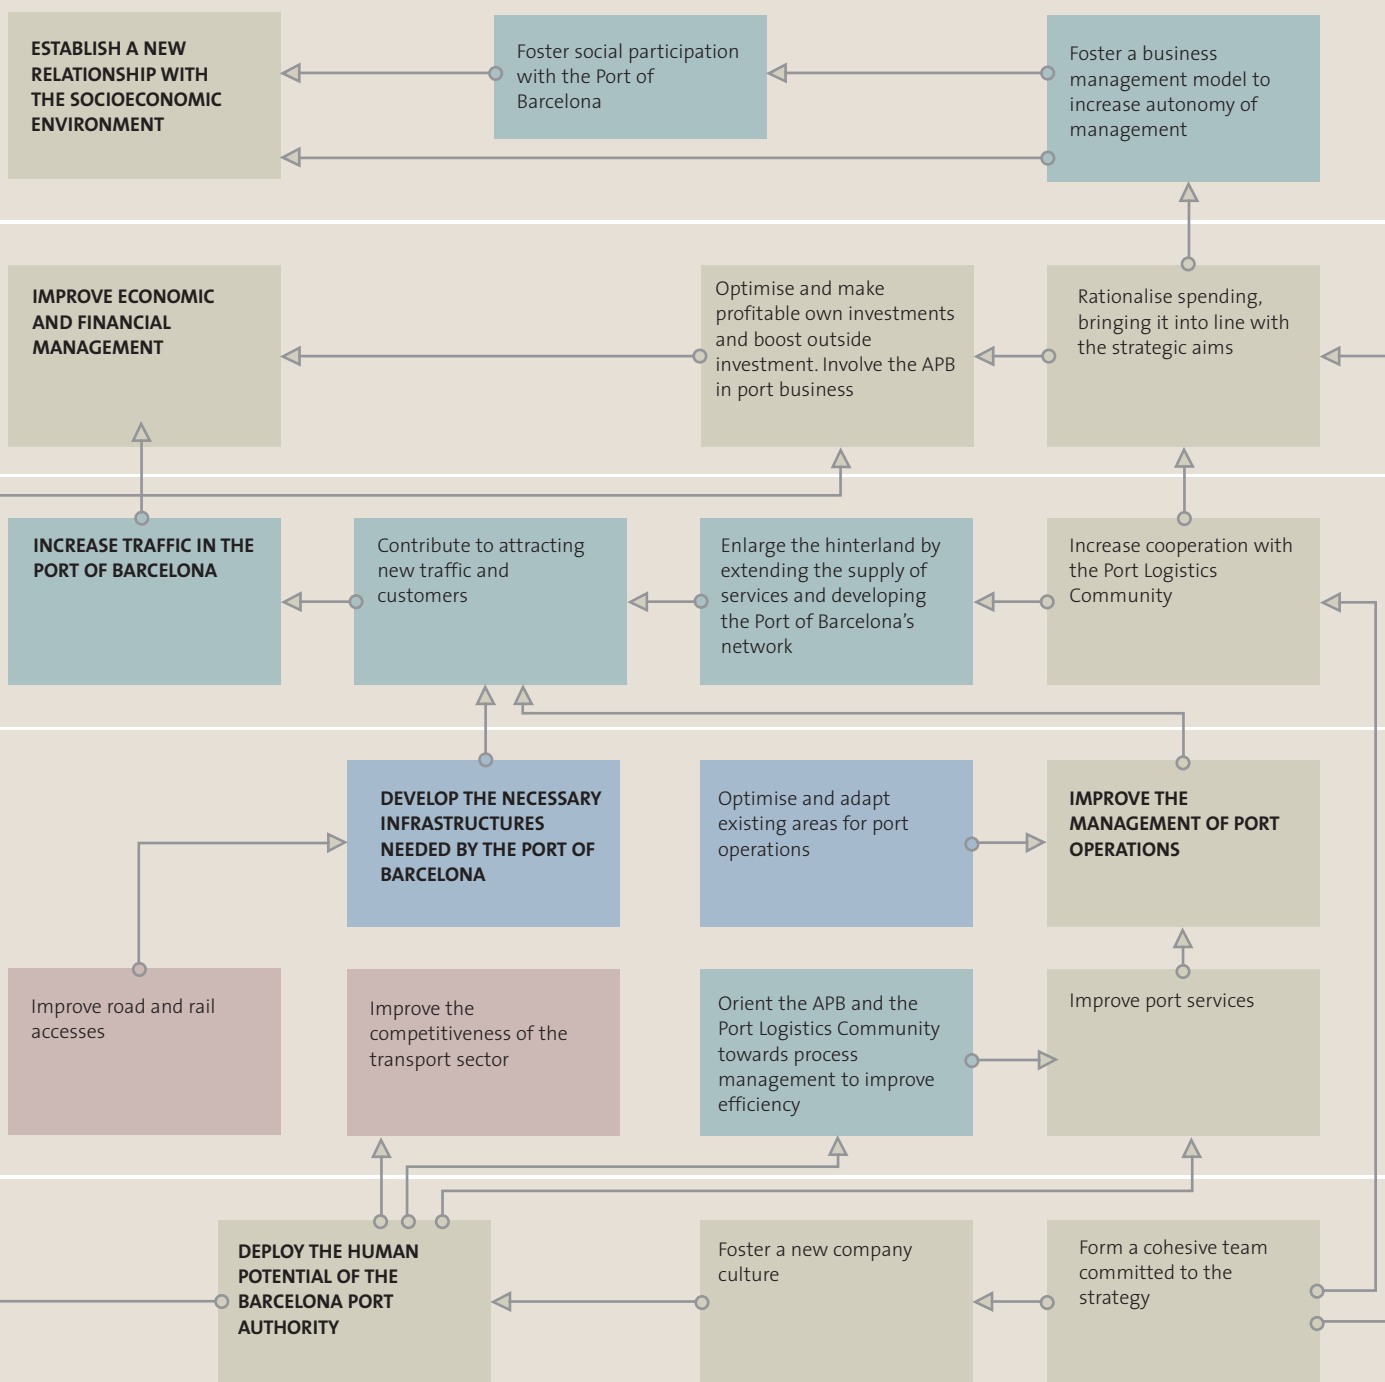 ESTABLISH A NEW
RELATIONSHIP WITH
THE SOCIOECONOMIC
ENVIRONMENT
Foster social participation
with the Port of
Barcelona
Foster a business
management model to
increase autonomy of
management
IMPROVE ECONOMIC
AND FINANCIAL
MANAGEMENT
Optimise and make
profitable own investments
and boost outside
investment. Involve the APB
in port business
Rationalise spending,
bringing it into line with
the strategic aims
INCREASE TRAFFIC IN THE
PORT OF BARCELONA
Contribute to attracting
new traffic and
customers
Enlarge the hinterland by
extending the supply of
services and developing
the Port of Barcelona’s
network
Increase cooperation with
the Port Logistics
Community
DEVELOP THE NECESSARY
INFRASTRUCTURES
NEEDED BY THE PORT OF
BARCELONA
Optimise and adapt
existing areas for port
operations
IMPROVE THE
MANAGEMENT OF PORT
OPERATIONS
Improve road and rail
accesses
Improve the
competitiveness of the
transport sector
Orient the APB and the
Port Logistics Community
towards process
management to improve
efficiency
Improve port services
DEPLOY THE HUMAN
POTENTIAL OF THE
BARCELONA PORT
AUTHORITY
Foster a new company
culture
Form a cohesive team
committed to the
strategy